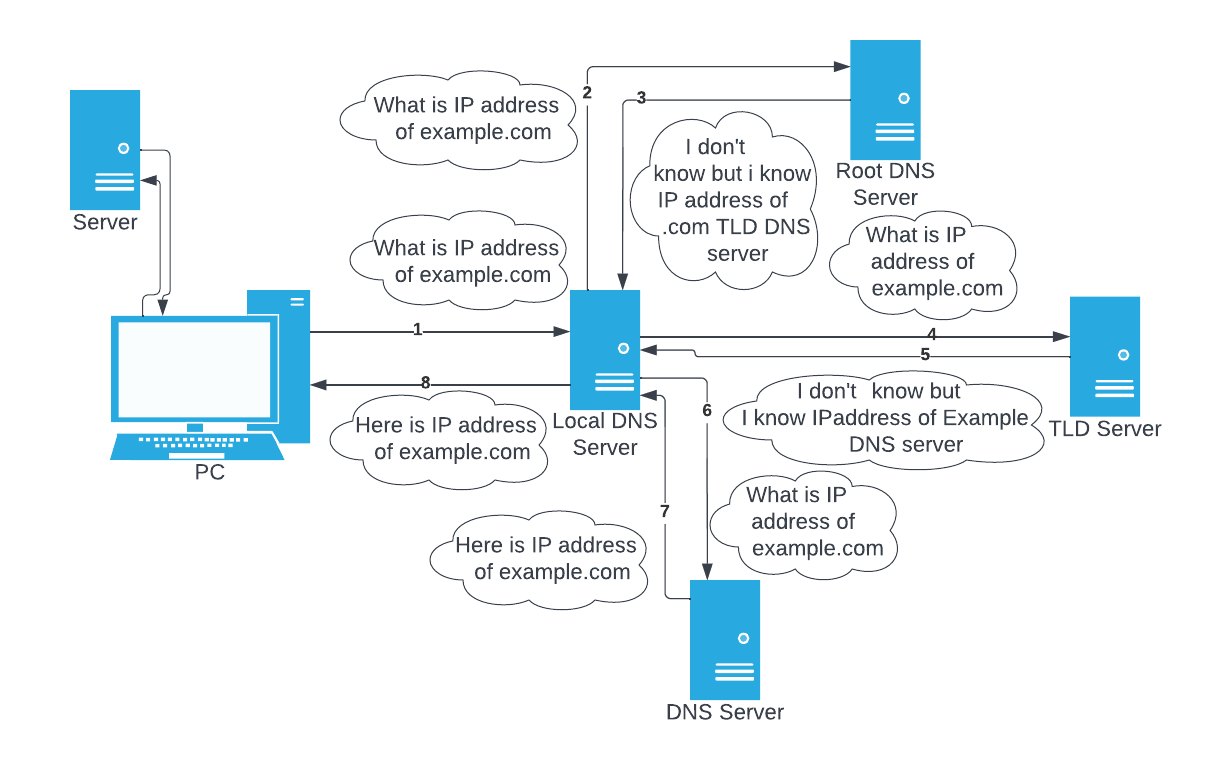 What is IP address
of example.com
2
3
I don't
know but i know
IP address of
.com TLD DNS
server
Root DNS
Server
Server
What is IP address
of example.com
What is IP
address of
example.com
1
4
5
8
6
Here is IP address
of example.com
Local DNS
Server
I don't know but
I know IPaddress of Example
DNS server
TLD Server
PC
7
What is IP
address of
example.com
Here is IP address
of example.com
DNS Server